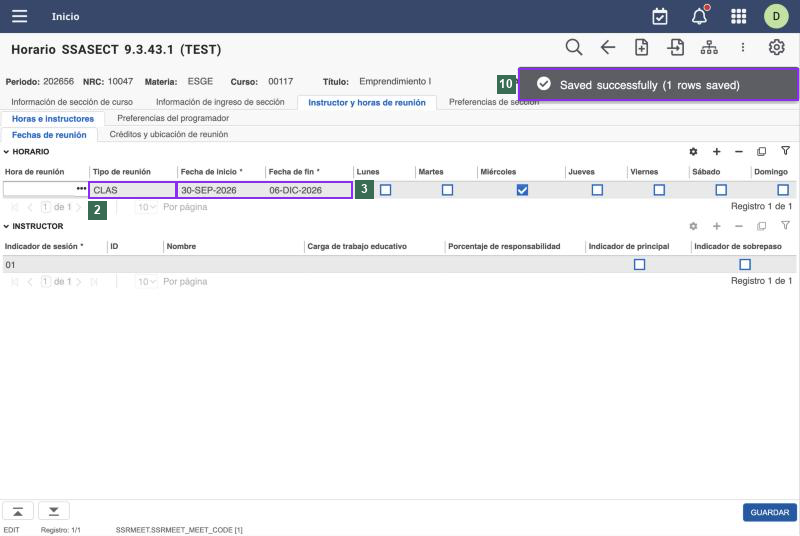 Inicio
D
Horario SSASECT 9.3.43.1 (TEST)
Periodo: 202656 NRC: 10047 Materia: ESGE Curso: 00117 Título: Emprendimiento I
10
Saved successfully (1 rows saved)
Información de sección de curso Información de ingreso de sección Instructor y horas de reunión Preferencias de sección
Horas e instructores Preferencias del programador
Fechas de reunión Créditos y ubicación de reunión
HORARIO
Hora de reunión Tipo de reunión Fecha de inicio * Fecha de fin * Lunes Martes Miércoles Jueves Viernes Sábado Domingo
••• CLAS 30-SEP-2026 06-DIC-2026 3
1 de 1 2 10 Por página Registro 1 de 1
INSTRUCTOR
Indicador de sesión * ID Nombre Carga de trabajo educativo Porcentaje de responsabilidad Indicador de principal Indicador de sobrepaso
01
1 de 1 10 Por página Registro 1 de 1
GUARDAR
EDIT Registro: 1/1 SSRMEET.SSRMEET_MEET_CODE [1]